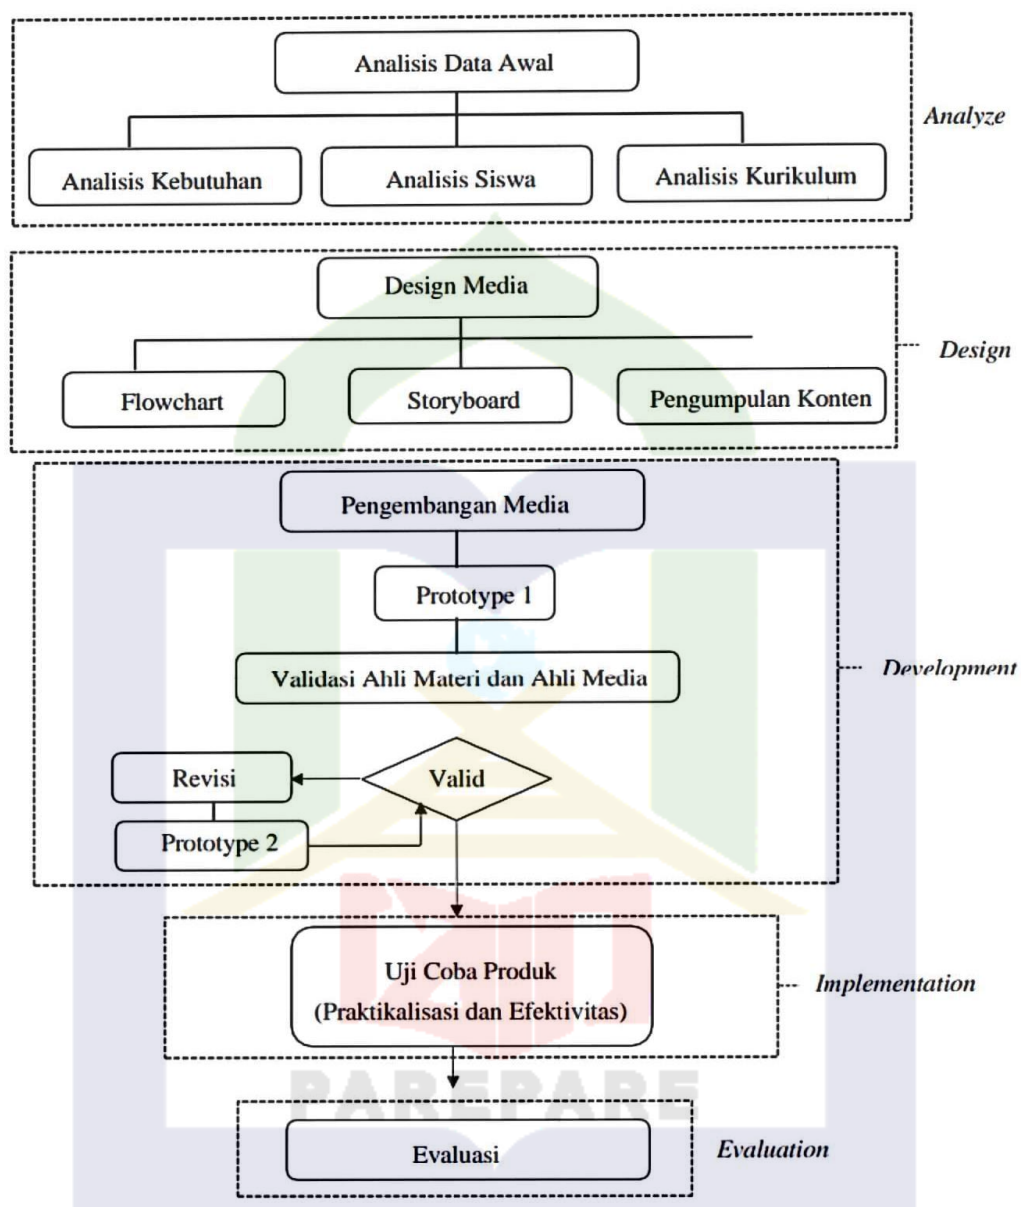 Analisis Data Awal
Analyze
Analisis Kebutuhan
Analisis Siswa
Analisis Kurikulum
Design Media
Design
Flowchart
Storyboard
Pengumpulan Konten
Pengembangan Media
Prototype 1
Validasi Ahli Materi dan Ahli Media
Development
Revisi
Valid
Prototype 2
Uji Coba Produk
(Praktikalisasi dan Efektivitas)
Implementation
PAREPARE
Evaluasi
Evaluation